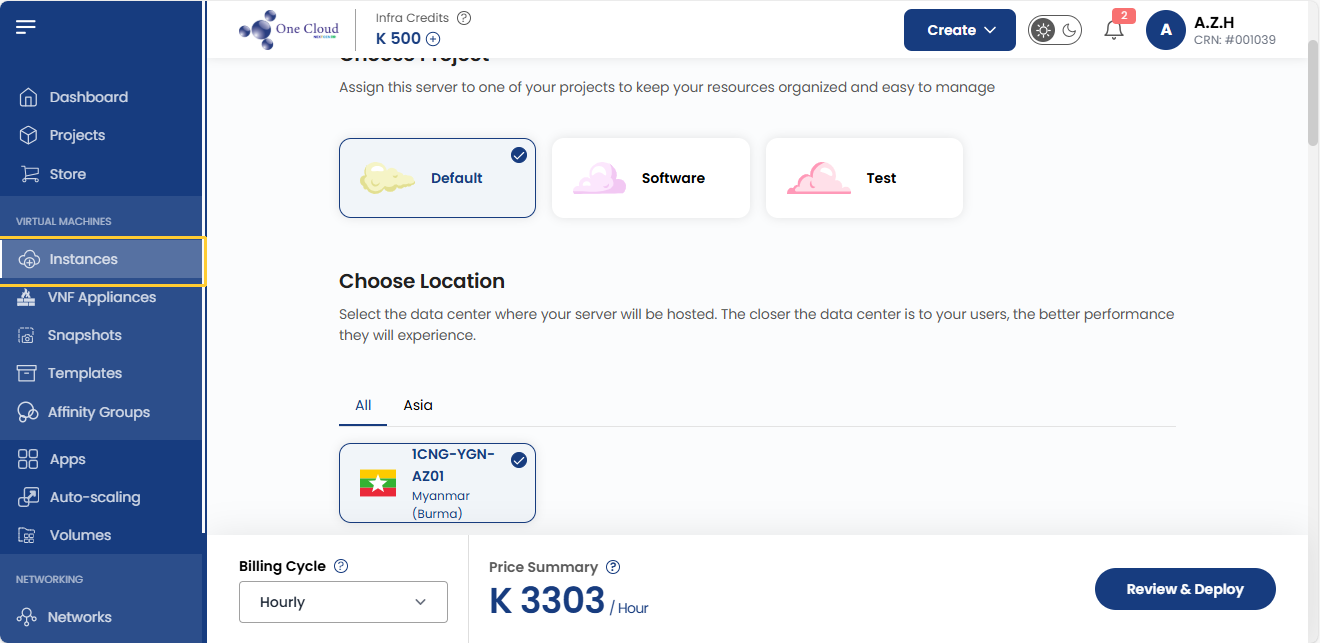 One Cloud
Infra Credits
K 500
Create
2
A
A.Z.H
CRN: #001039
Dashboard
Projects
Store
VIRTUAL MACHINES
Instances
VNF Appliances
Snapshots
Templates
Affinity Groups
Apps
Auto-scaling
Volumes
NETWORKING
Networks
Choose Project
Assign this server to one of your projects to keep your resources organized and easy to manage
Default
Software
Test
Choose Location
Select the data center where your server will be hosted. The closer the data center is to your users, the better performance
they will experience.
All Asia
1CNG-YGN-
AZ01
Myanmar
(Burma)
Billing Cycle ?
Hourly
Price Summary ?
K 3303 / Hour
Review & Deploy